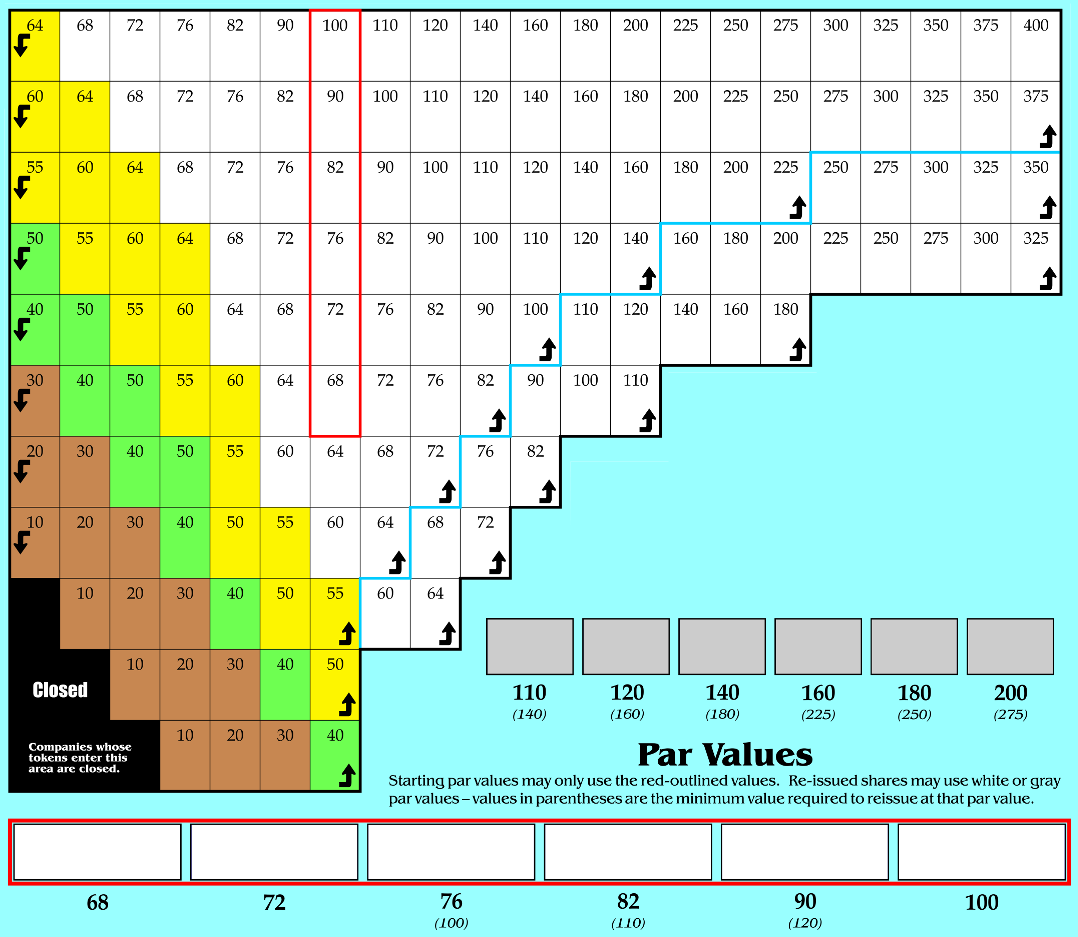 64 68 72 76 82 90 100 110 120 140 160 180 200 225 250 275 300 325 350 375 400
60 64 68 72 76 82 90 100 110 120 140 160 180 200 225 250 275 300 325 350 375
55 60 64 68 72 76 82 90 100 110 120 140 160 180 200 225 250 275 300 325 350
50 55 60 64 68 72 76 82 90 100 110 120 140 160 180 200 225 250 275 300 325
40 50 55 60 64 68 72 76 82 90 100 110 120 140 160 180
30 40 50 55 60 64 68 72 76 82 90 100 110
20 30 40 50 55 60 64 68 72 76 82
10 20 30 40 50 55 60 64 68 72
10 20 30 40 50 55 60 64
10 20 30 40 50
10 20 30 40
Closed
Companies whose
tokens enter this
area are closed.
110 120 140 160 180 200
(140) (160) (180) (225) (250) (275)
Par Values
Starting par values may only use the red-outlined values. Re-issued shares may use white or gray
par values – values in parentheses are the minimum value required to reissue at that par value.
68 72 76 82 90 100
(100) (110) (120)